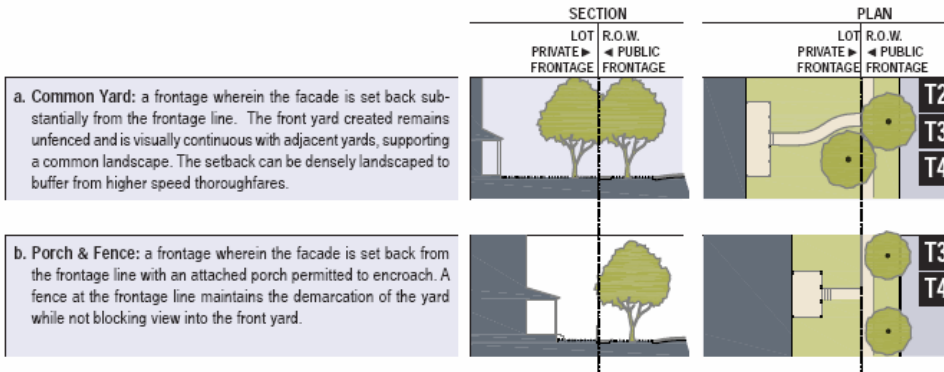 SECTION
PLAN
LOT R.O.W.
PRIVATE ► ◄ PUBLIC
FRONTAGE FRONTAGE
LOT R.O.W.
PRIVATE ► ◄ PUBLIC
FRONTAGE FRONTAGE
a. Common Yard: a frontage wherein the facade is set back sub-
stantially from the frontage line. The front yard created remains
unfenced and is visually continuous with adjacent yards, supporting
a common landscape. The setback can be densely landscaped to
buffer from higher speed thoroughfares.
T2
T3
T4
b. Porch & Fence: a frontage wherein the facade is set back from
the frontage line with an attached porch permitted to encroach. A
fence at the frontage line maintains the demarcation of the yard
while not blocking view into the front yard.
T3
T4